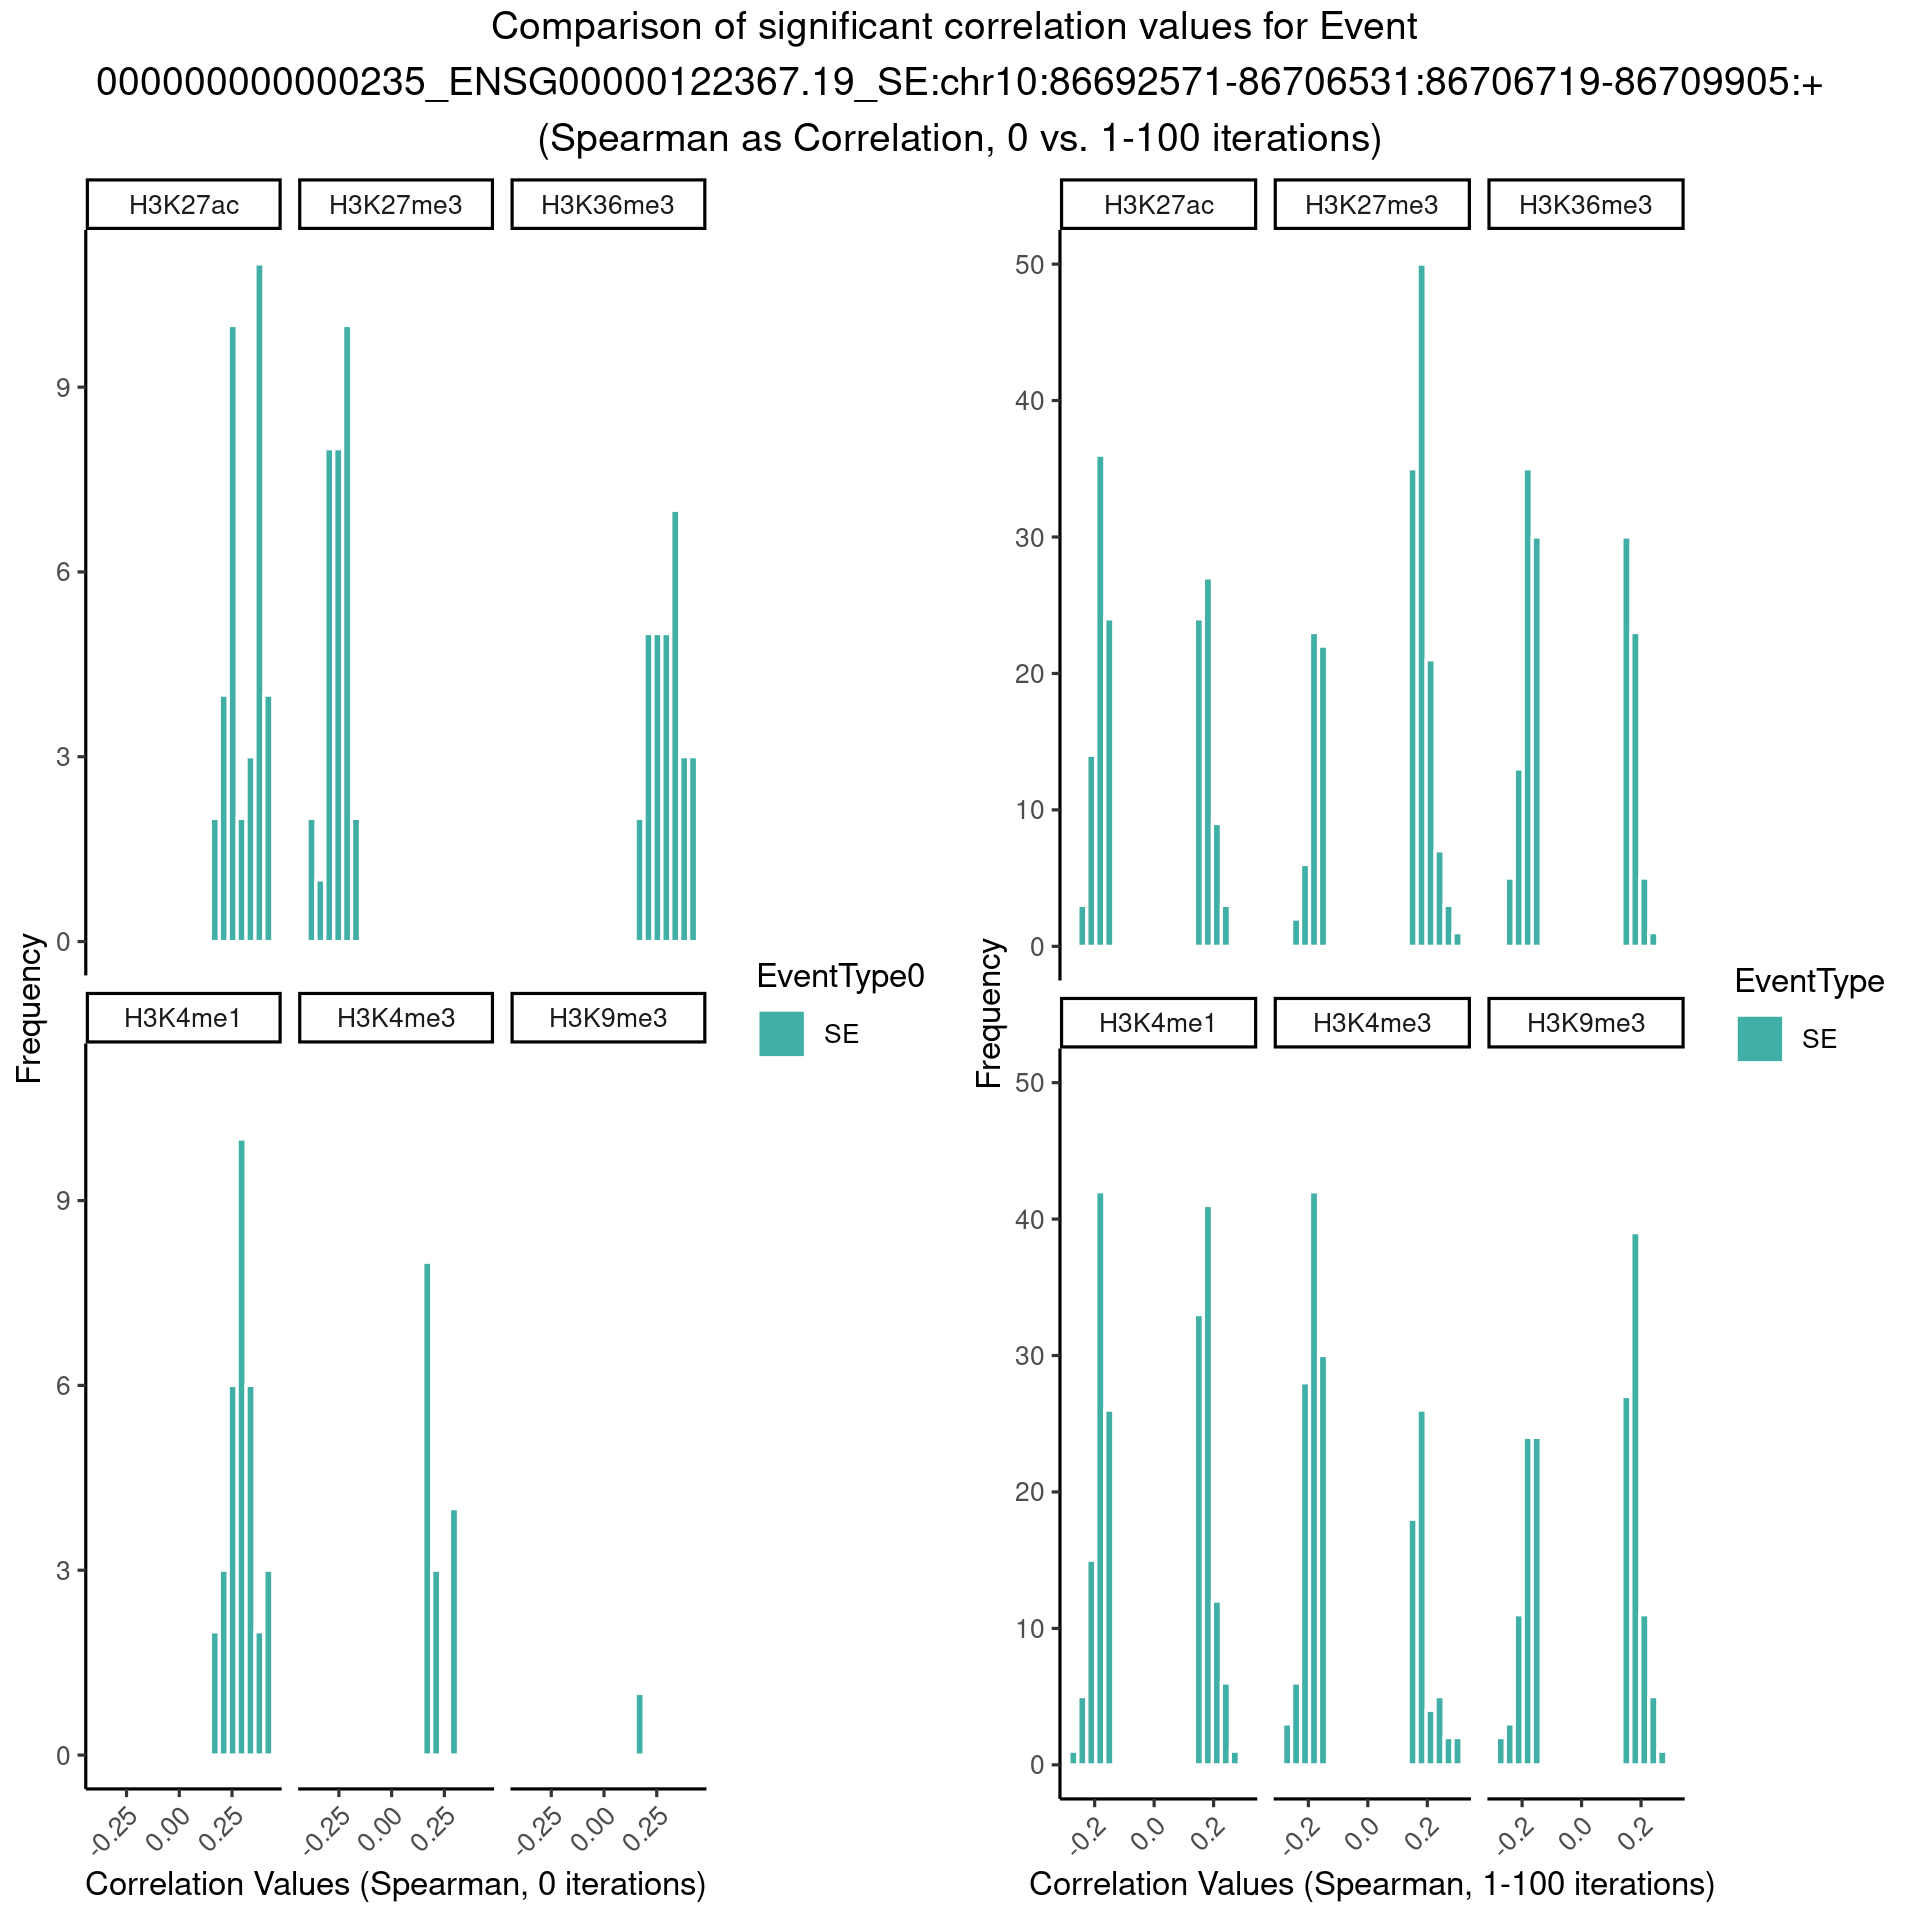 Comparison of significant correlation values for Event
000000000000235_ENSG00000122367.19_SE:chr10:86692571-86706531:86706719-86709905:+
(Spearman as Correlation, 0 vs. 1-100 iterations)
H3K27ac H3K27me3 H3K36me3
9
6
3
0
H3K4me1 H3K4me3 H3K9me3
9
6
3
0
-0.25 0.00 0.25 -0.25 0.00 0.25 -0.25 0.00 0.25
Frequency
Correlation Values (Spearman, 0 iterations)
EventType0
SE
H3K27ac H3K27me3 H3K36me3
50
40
30
20
10
0
H3K4me1 H3K4me3 H3K9me3
50
40
30
20
10
0
-0.2 0.0 0.2 -0.2 0.0 0.2 -0.2 0.0 0.2
Frequency
Correlation Values (Spearman, 1-100 iterations)
EventType
SE